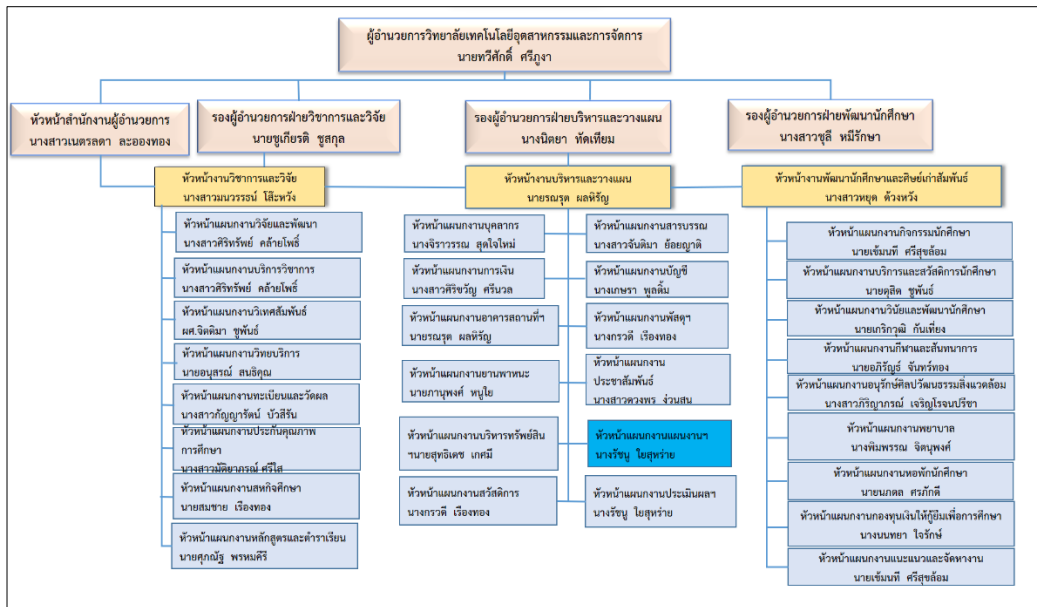 ผู้อำนวยการวิทยาลัยเทคโนโลยีอุตสาหกรรมและการจัดการ
นายทวีศักดิ์ ศรีภูงา
หัวหน้าสำนักงานผู้อำนวยการ
นางสาวเนตรลดา ละอองทอง
รองผู้อำนวยการฝ่ายวิชาการและวิจัย
นายชูเกียรติ ชูสกุล
รองผู้อำนวยการฝ่ายบริหารและวางแผน
นางนิตยา ทัดเทียม
รองผู้อำนวยการฝ่ายพัฒนานักศึกษา
นางสาวชุลี หมีรักษา
หัวหน้างานวิชาการและวิจัย
นางสาวมนวรรธน์ โส๊ะหวัง
หัวหน้าแผนกงานวิจัยและพัฒนา
นางสาวศิริทรัพย์ คล้ายโพธิ์
หัวหน้าแผนกงานบริการวิชาการ
นางสาวศิริทรัพย์ คล้ายโพธิ์
หัวหน้าแผนกงานวิเทศสัมพันธ์
ผศ.จิตติมา ชูพันธ์
หัวหน้าแผนกงานวิทยบริการ
นายอนุสรณ์ สนธิคุณ
หัวหน้าแผนกงานทะเบียนและวัดผล
นางสาวกัญญารัตน์ บัวสีรัน
หัวหน้าแผนกงานประกันคุณภาพ
การศึกษา
นางสาวมัติยาภรณ์ ศรีใส
หัวหน้าแผนกงานสหกิจศึกษา
นายสมชาย เรืองทอง
หัวหน้าแผนกงานหลักสูตรและตำราเรียน
นายศุภณัฐ พรหมคีรี
หัวหน้างานบริหารและวางแผน
นายรณรุต ผลหิรัญ
หัวหน้าแผนกงานบุคลากร
นางจิราวรรณ สุดใจใหม่
หัวหน้าแผนกงานสารบรรณ
นางสาวจันติมา ย้อยญาติ
หัวหน้าแผนกงานการเงิน
นางสาวศิริขวัญ ศรีนวล
หัวหน้าแผนกงานบัญชี
นางเกษรา พูลดิ้ม
หัวหน้าแผนกงานอาคารสถานที่ฯ
นายรณรุต ผลหิรัญ
หัวหน้าแผนกงานพัสดุฯ
นางกรวดี เรืองทอง
หัวหน้าแผนกงานยานพาหนะ
นายภานุพงศ์ หนูใย
หัวหน้าแผนกงาน
ประชาสัมพันธ์
นางสาวดวงพร ง่วนสน
หัวหน้าแผนกงานบริหารทรัพย์สิน
ฯนายสุทธิเดช เกศมี
หัวหน้าแผนกงานแผนงานฯ
นางรัชนู ใยสุหร่าย
หัวหน้าแผนกงานสวัสดิการ
นางกรวดี เรืองทอง
หัวหน้าแผนกงานประเมินผลฯ
นางรัชนู ใยสุหร่าย
หัวหน้างานพัฒนานักศึกษาและศิษย์เก่าสัมพันธ์
นางสาวหยุด ด้วงหวัง
หัวหน้าแผนกงานกิจกรรมนักศึกษา
นายเข้มนที ศรีสุขล้อม
หัวหน้าแผนกงานบริการและสวัสดิการนักศึกษา
นายดุสิต ชูพันธ์
หัวหน้าแผนกงานวินัยและพัฒนานักศึกษา
นายเกริกวุฒิ กันเที่ยง
หัวหน้าแผนกงานกีฬาและสันทนาการ
นายอภิรัญธ์ จันทร์ทอง
หัวหน้าแผนกงานอนุรักษ์ศิลปวัฒนธรรมสิ่งแวดล้อม
นางสาวภิริญาภรณ์ เจริญโรจนปรีชา
หัวหน้าแผนกงานพยาบาล
นางพิมพรรณ จิตนุพงศ์
หัวหน้าแผนกงานหอพักนักศึกษา
นายนภดล ศรภักดี
หัวหน้าแผนกงานกองทุนเงินให้กู้ยืมเพื่อการศึกษา
นางนนทยา ใจรักษ์
หัวหน้าแผนกงานแนะแนวและจัดหางาน
นายเข้มนที ศรีสุขล้อม